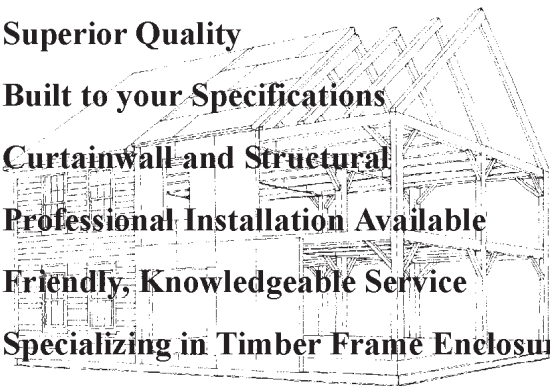 Superior Quality
Built to your Specifications
Curtainwall and Structural
Professional Installation Available
Friendly, Knowledgeable Service
Specializing in Timber Frame